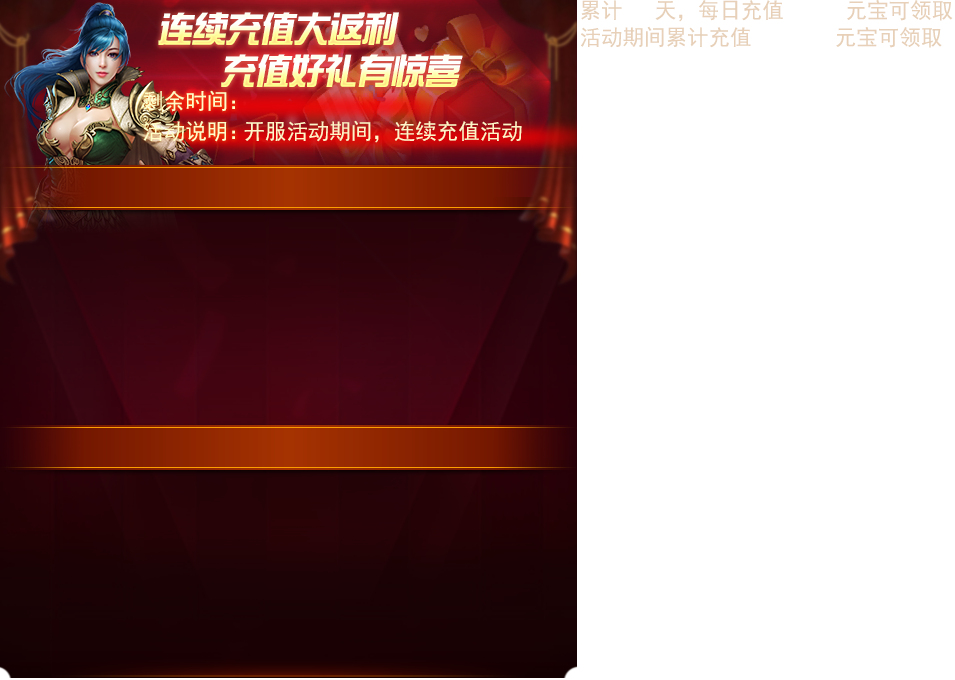 连续充值大返利
充值好礼有惊喜
剩余时间：
活动说明：开服活动期间，连续充值活动
累计 天，每日充值 元宝可领取
活动期间累计充值 元宝可领取